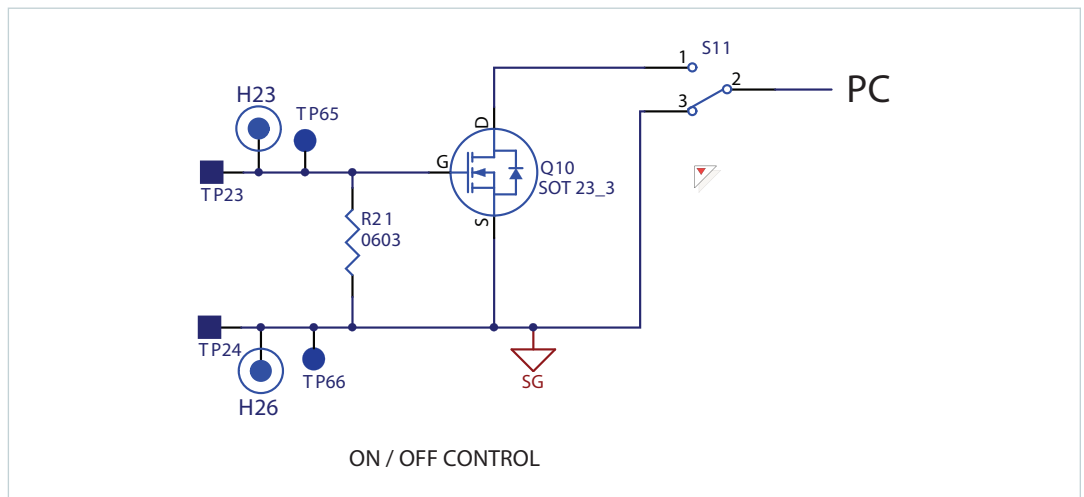 S11
1
2
3
PC
H23
TP65
D
G
Q10
SOT 23_3
TP23
S
R21
0603
TP24
TP66
H26
SG
ON / OFF CONTROL